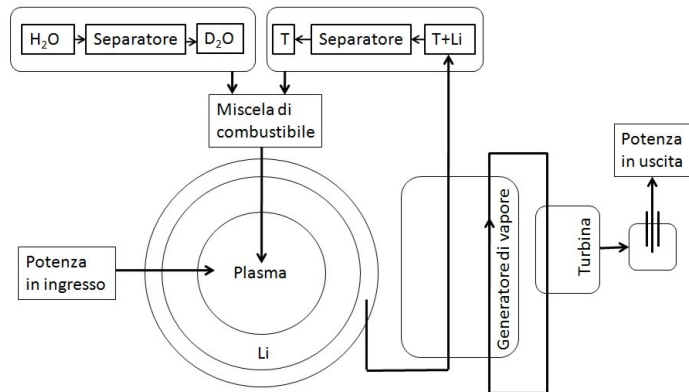 H₂O
Separatore
D₂O
T
Separatore
T+Li
Miscela di
combustibile
Potenza
in uscita
Generatore di vapore
Turbina
Potenza
in ingresso
Plasma
Li